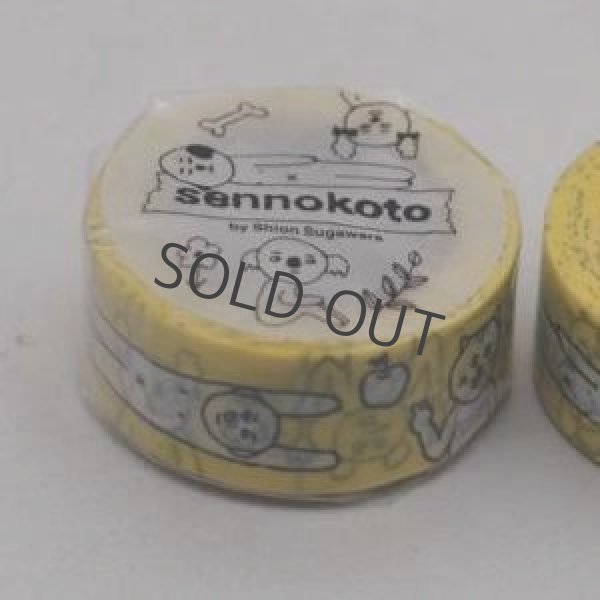 sennokoto
by Shion Sugawara
SOLD OUT